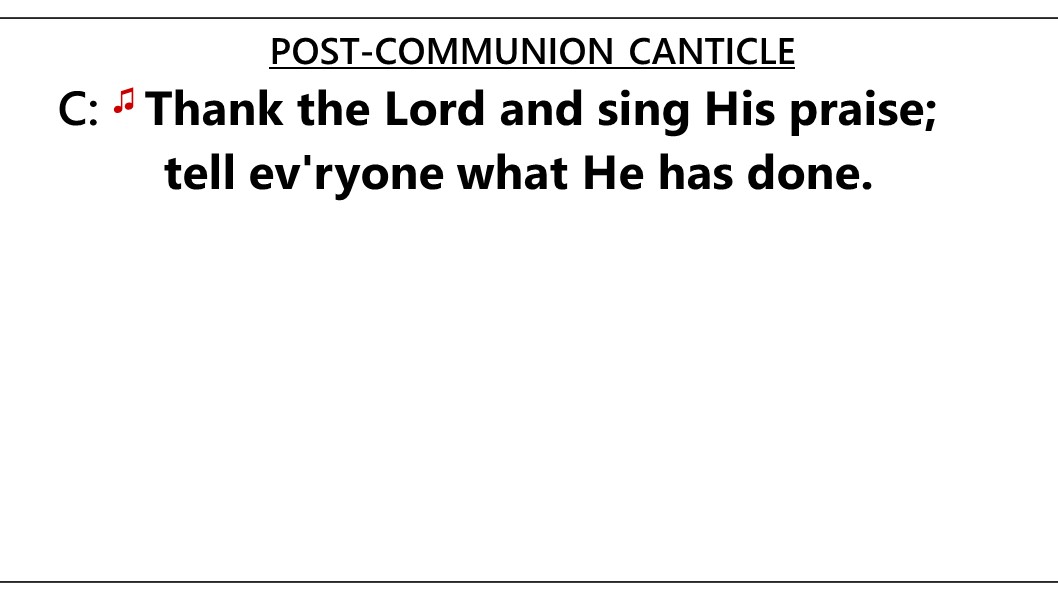 POST-COMMUNION CANTICLE
C: ♫ Thank the Lord and sing His praise;
tell ev'ryone what He has done.